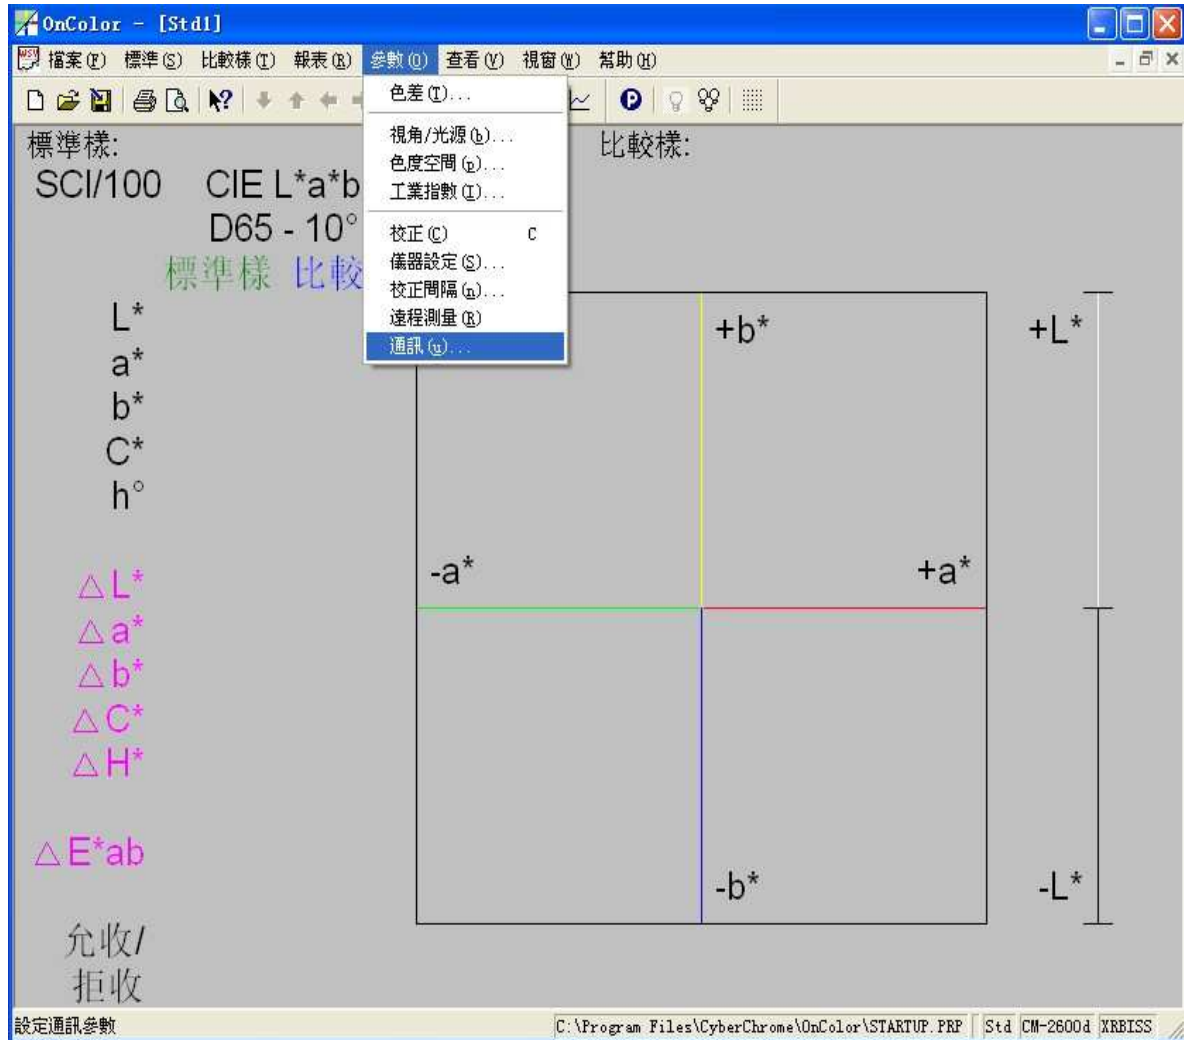 OnColor - [Std1]
檔案(F) 標準(S) 比較樣(T) 報表(R) 參數(O) 查看(V) 視窗(W) 幫助(H)
色差(T)...
視角/光源(b)...
色度空間(p)...
工業指數(I)...
校正(C) C
儀器設定(S)...
校正間隔(n)...
遠程測量(R)
通訊(u)...
標準樣:
比較樣:
SCI/100 CIE L*a*b
D65 - 10°
標準樣 比較
L*
a*
b*
C*
h°
△L*
△a*
△b*
△C*
△H*
△E*ab
允收/
拒收
+b*
+L*
-a*
+a*
-b*
-L*
設定通訊參數
C:\Program Files\CyberChrome\OnColor\STARTUP.PRP Std CM-2600d XRBISS